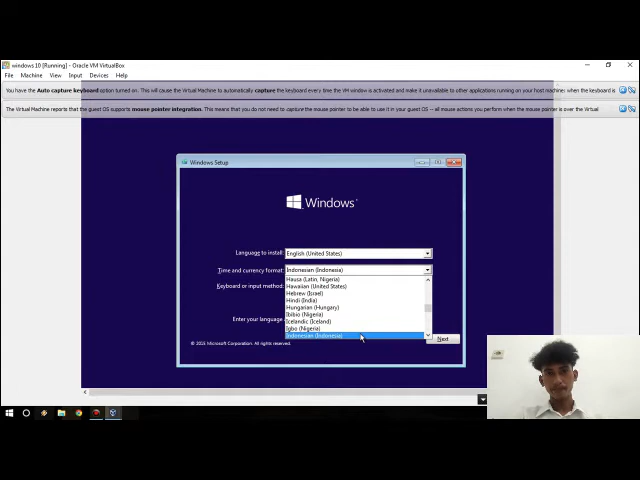 windows 10 [Running] - Oracle VM VirtualBox
File Machine View Input Devices Help
You have the Auto capture keyboard option turned on. This will cause the Virtual Machine to automatically capture the keyboard every time the VM window is activated and make it unavailable to other applications running on your host machine: when the keyboard is
The Virtual Machine reports that the guest OS supports mouse pointer integration. This means that you do not need to capture the mouse pointer to be able to use it in your guest OS -- all mouse actions you perform when the mouse pointer is over the Virtual
Windows Setup
Windows
Language to install: English (United States)
Time and currency format: Indonesian (Indonesia)
Keyboard or input method:
Hausa (Latin, Nigeria)
Hawaiian (United States)
Hebrew (Israel)
Hindi (India)
Hungarian (Hungary)
Ibibio (Nigeria)
Icelandic (Iceland)
Igbo (Nigeria)
Indonesian (Indonesia)
Enter your language
Next
© 2015 Microsoft Corporation. All rights reserved.